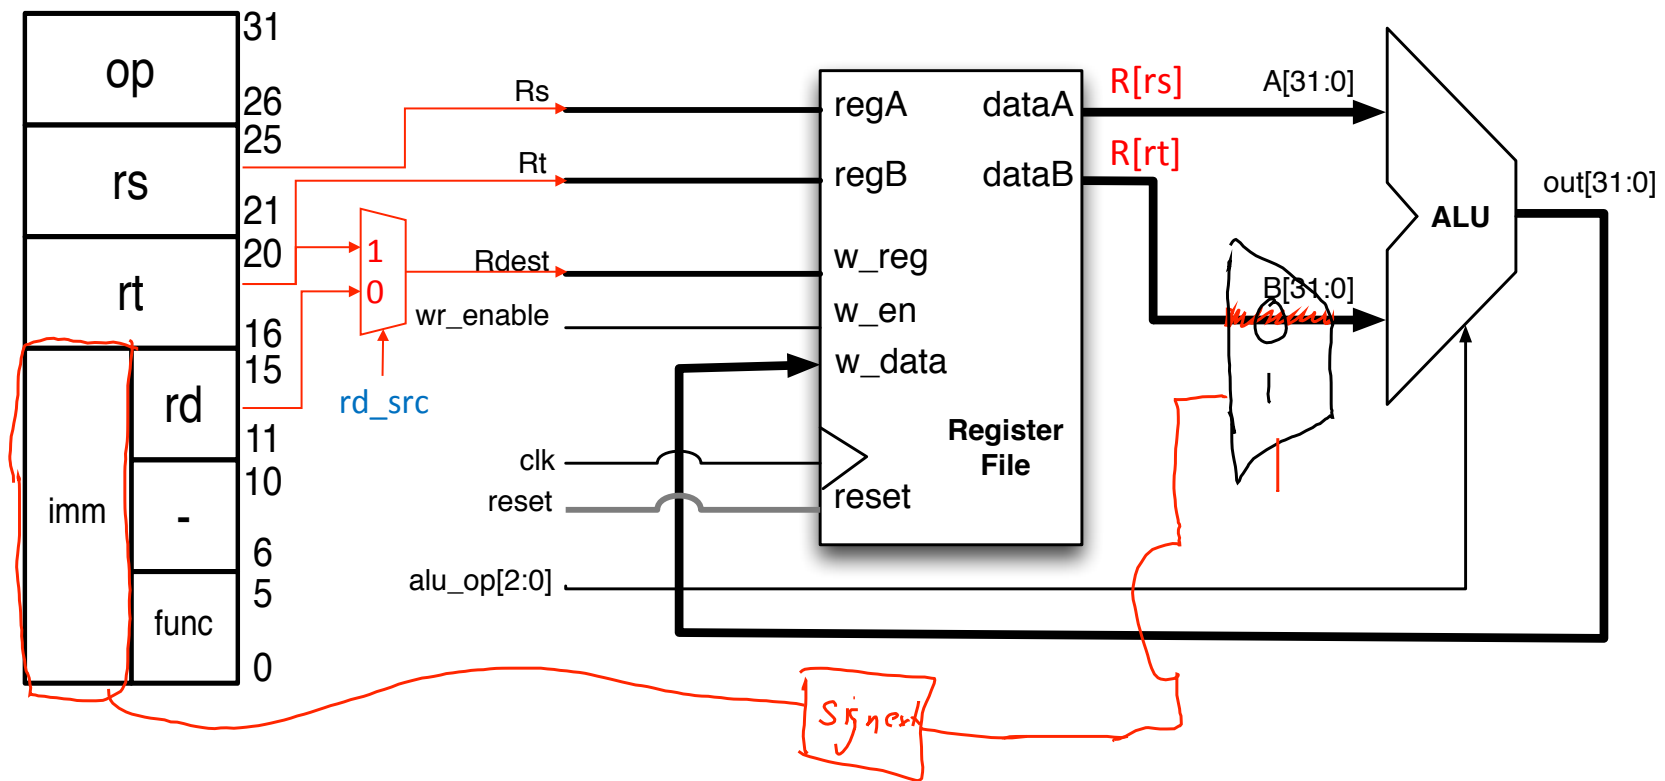 op
31
26
rs
25
21
rt
20
16
imm
rd
15
11
-
10
6
func
5
0
Rs
Rt
1
0
Rdest
wr_enable
rd_src
clk
reset
alu_op[2:0]
regA
dataA
regB
dataB
w_reg
w_en
w_data
Register
File
reset
R[rs]
R[rt]
A[31:0]
B[31:0]
0
1
ALU
out[31:0]